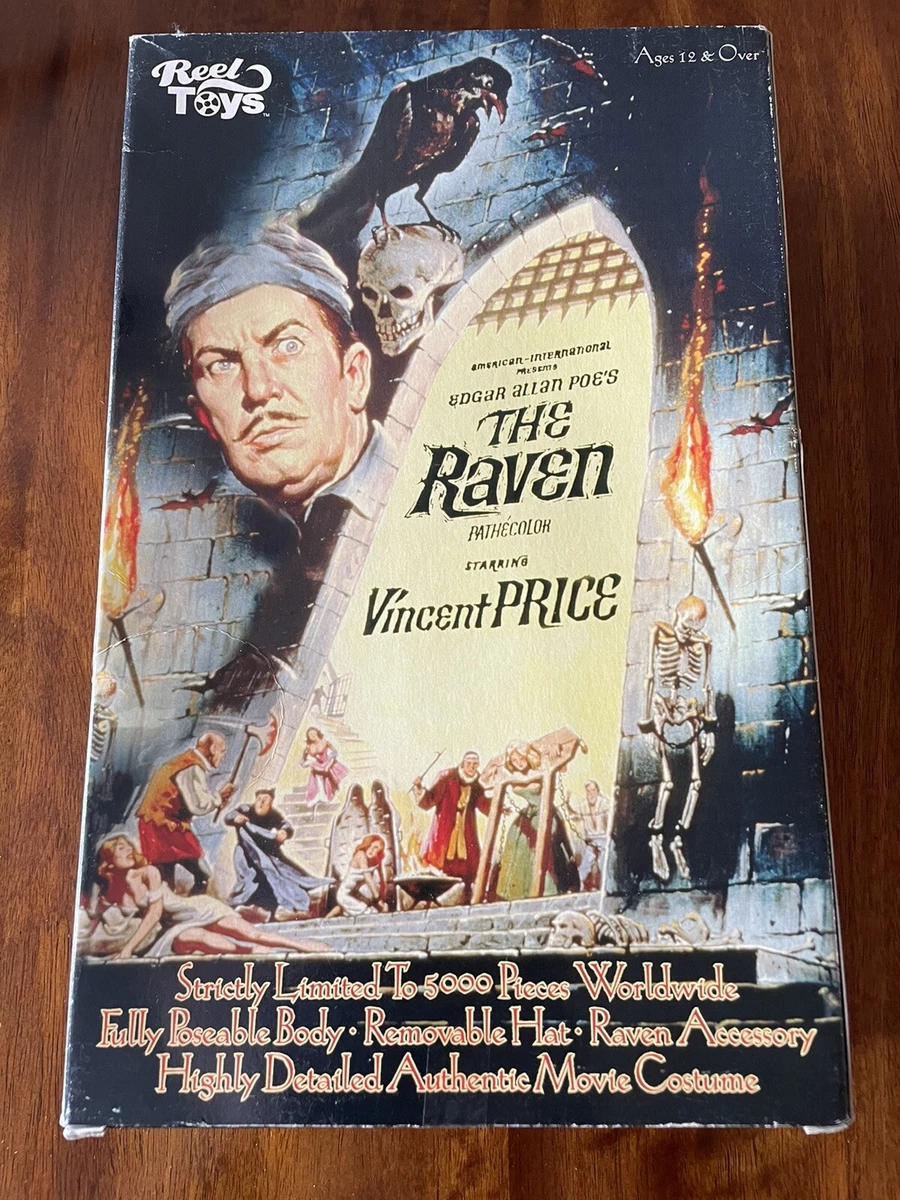 Reel
Toys™
Ages 12 & Over
AMERICAN-INTERNATIONAL
PRESENTS
EDGAR ALLAN POE'S
THE
RAVEN
PATHÉCOLOR
STARRING
Vincent PRICE
Strictly Limited To 5000 Pieces Worldwide
Fully Poseable Body · Removable Hat · Raven Accessory
Highly Detailed Authentic Movie Costume